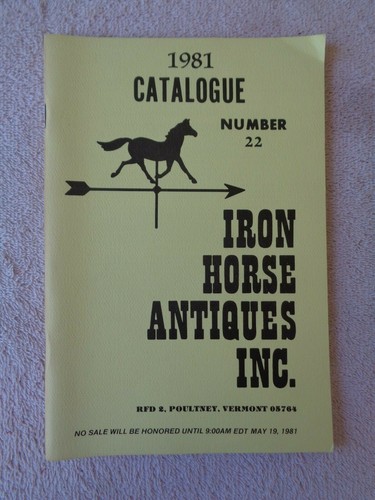 1981
CATALOGUE
NUMBER
22
IRON
HORSE
ANTIQUES
INC.
RFD 2, POULTNEY, VERMONT 05764
NO SALE WILL BE HONORED UNTIL 9:00AM EDT MAY 19, 1981